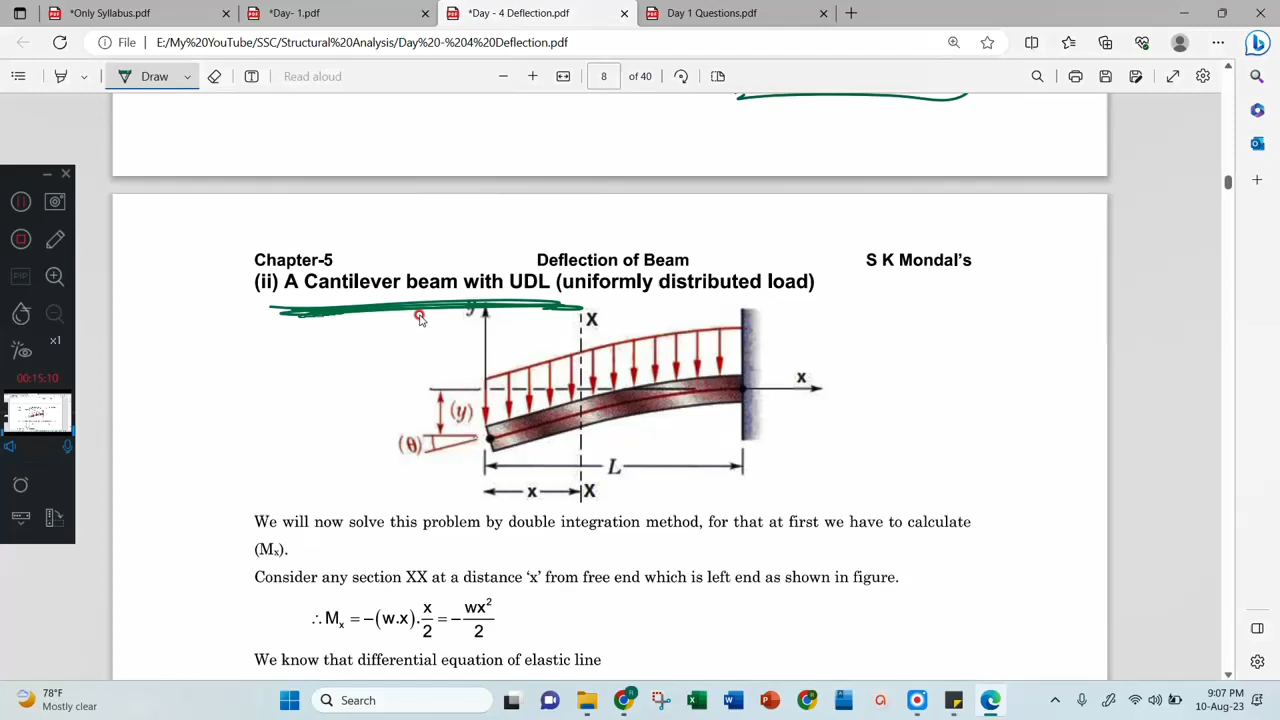 *Only Syllabus.pdf
*Day- 1.pdf
*Day - 4 Deflection.pdf
Day 1 Questions.pdf
File
E:/My%20YouTube/SSC/Structural%20Analysis/Day%20-%204%20Deflection.pdf
Draw
Read aloud
8
of 40
Chapter-5 Deflection of Beam S K Mondal's
(ii) A Cantilever beam with UDL (uniformly distributed load)
y
X
x
(y)
(θ)
L
x
X
We will now solve this problem by double integration method, for that at first we have to calculate
(Mₓ).
Consider any section XX at a distance 'x' from free end which is left end as shown in figure.
∴ Mₓ = −(w.x).x/2 = −wx²/2
We know that differential equation of elastic line
PIP
x1
00:15:10
78°F
Mostly clear
Search
9:07 PM
10-Aug-23